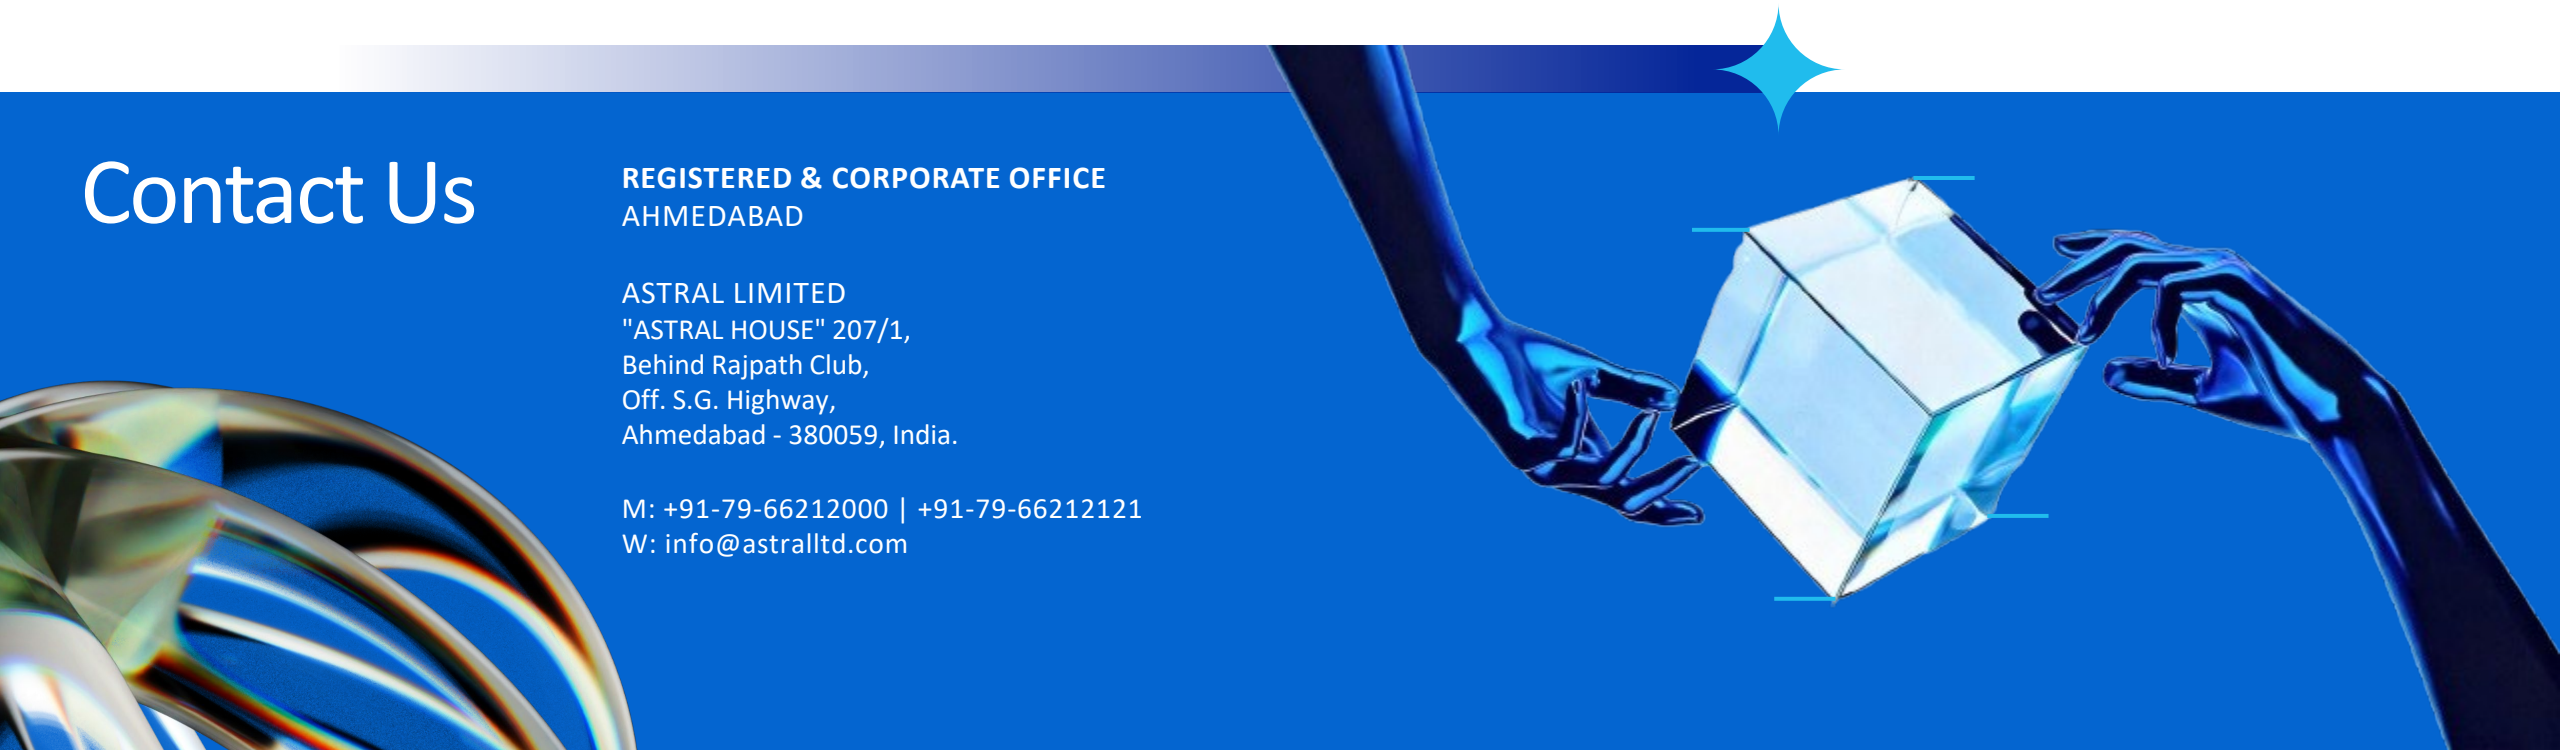 Contact Us
REGISTERED & CORPORATE OFFICE
AHMEDABAD
ASTRAL LIMITED
"ASTRAL HOUSE" 207/1,
Behind Rajpath Club,
Off. S.G. Highway,
Ahmedabad - 380059, India.
M: +91-79-66212000 | +91-79-66212121
W: info@astralltd.com